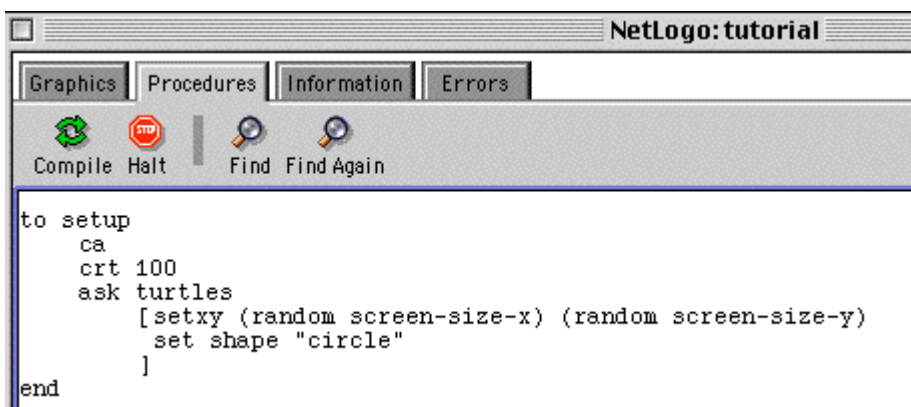 NetLogo: tutorial
Graphics Procedures Information Errors
STOP
Compile Halt Find Find Again
to setup
ca
crt 100
ask turtles
[setxy (random screen-size-x) (random screen-size-y)
set shape "circle"
]
end